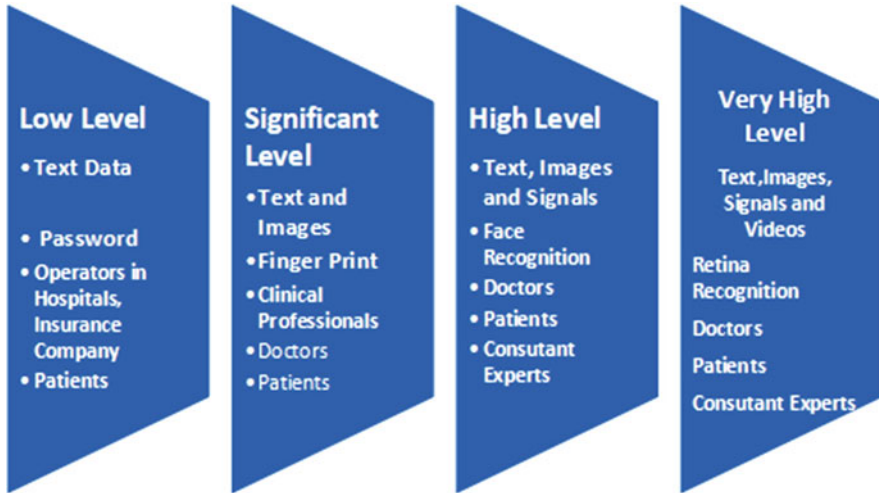 Low Level
• Text Data
• Password
• Operators in
Hospitals,
Insurance
Company
• Patients
Significant
Level
• Text and
Images
• Finger Print
• Clinical
Professionals
• Doctors
• Patients
High Level
• Text, Images
and Signals
• Face
Recognition
• Doctors
• Patients
• Consutant
Experts
Very High
Level
Text,Images,
Signals and
Videos
Retina
Recognition
Doctors
Patients
Consutant Experts